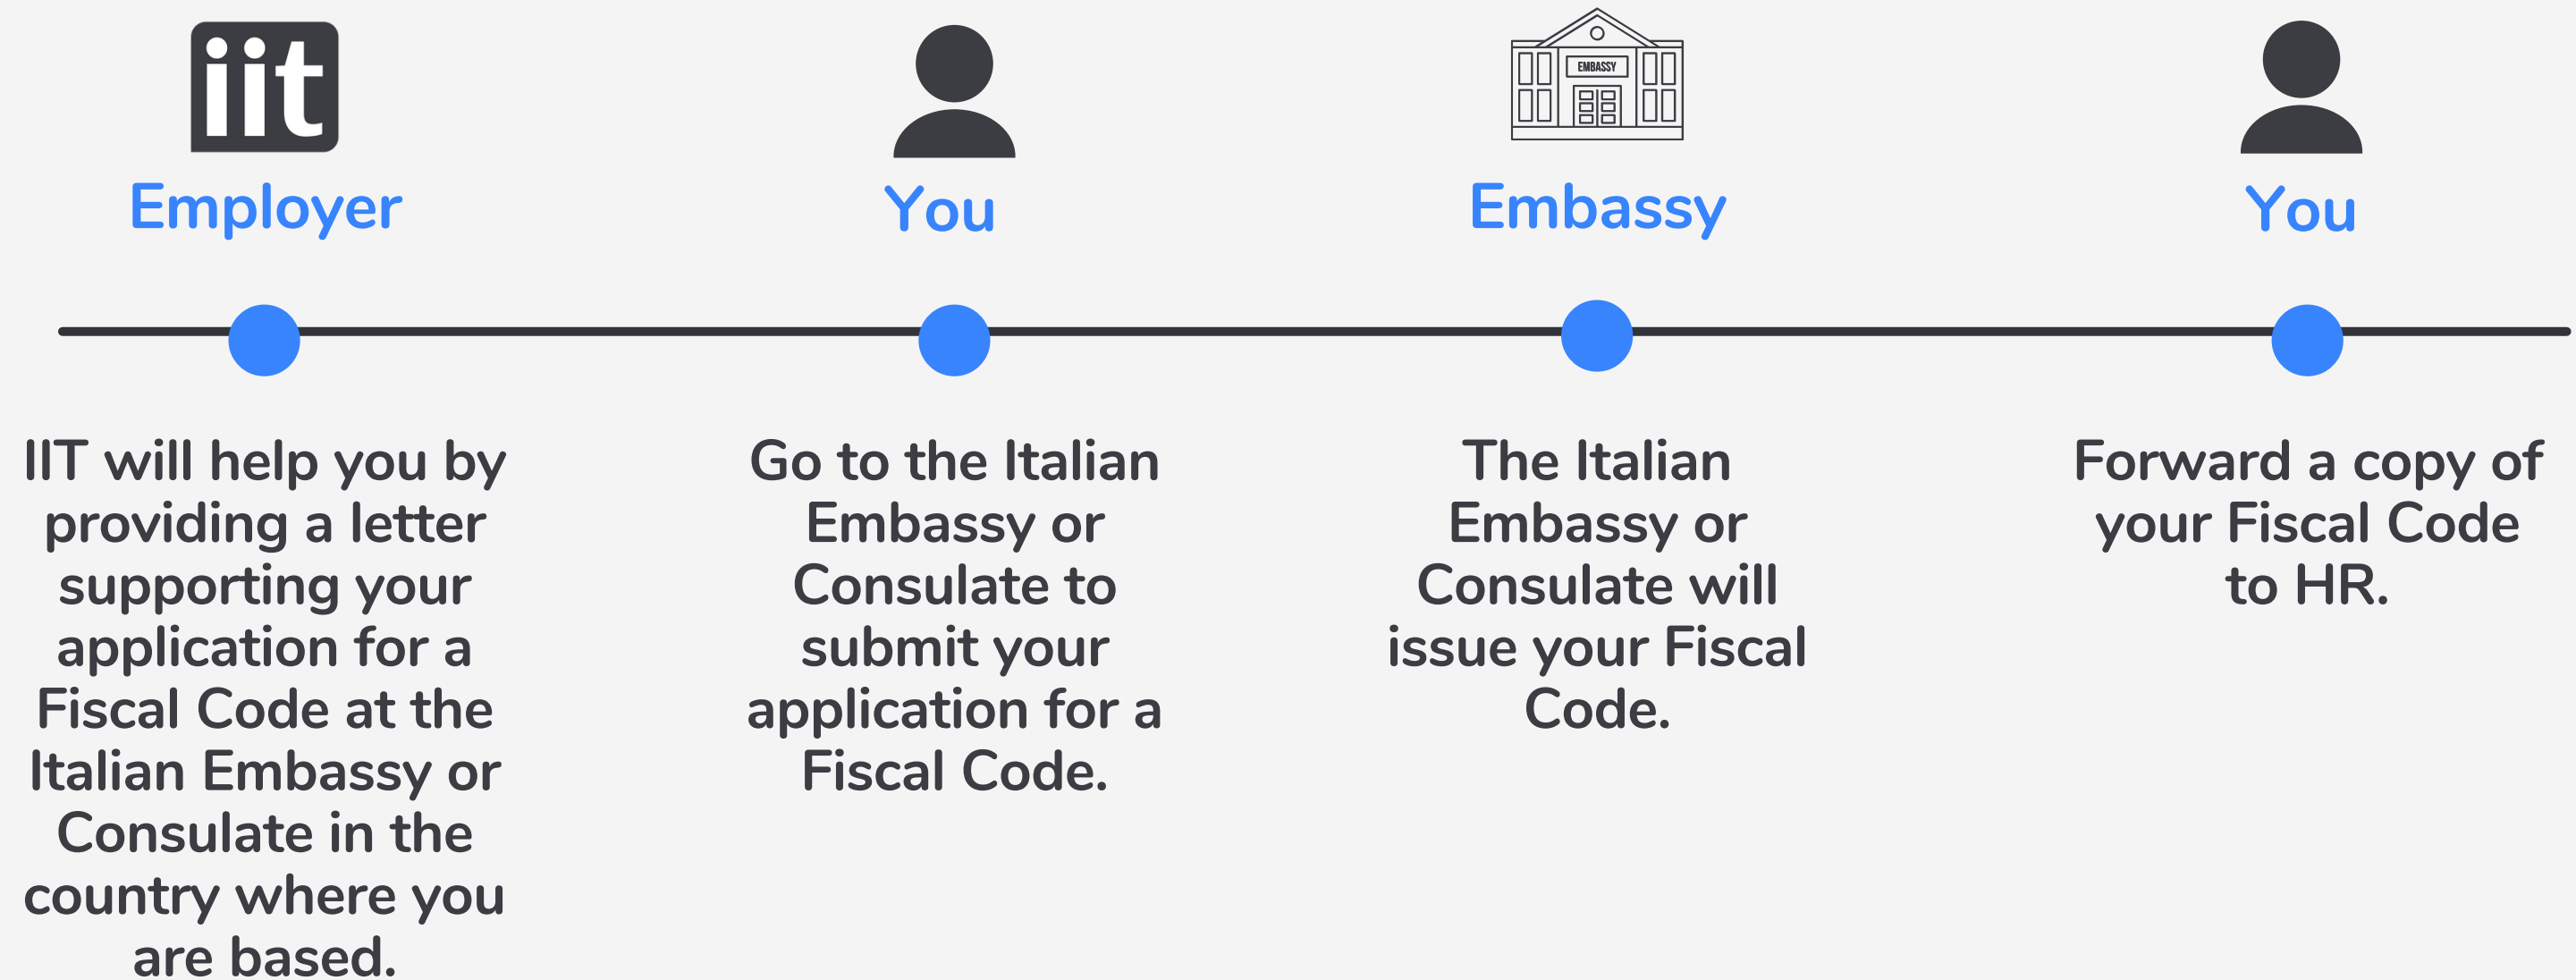 iit
Employer
IIT will help you by
providing a letter
supporting your
application for a
Fiscal Code at the
Italian Embassy or
Consulate in the
country where you
are based.
You
Go to the Italian
Embassy or
Consulate to
submit your
application for a
Fiscal Code.
EMBASSY
Embassy
The Italian
Embassy or
Consulate will
issue your Fiscal
Code.
You
Forward a copy of
your Fiscal Code
to HR.